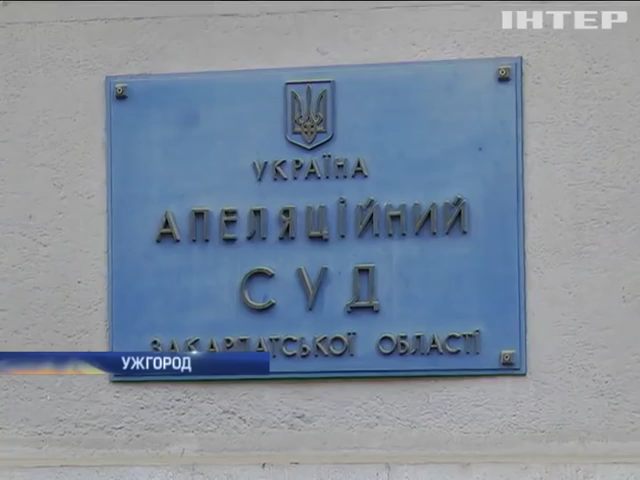 ІНТЕР
УКРАЇНА
АПЕЛЯЦІЙНИЙ
СУД
ЗАКАРПАТСЬКОЇ ОБЛАСТІ
УЖГОРОД